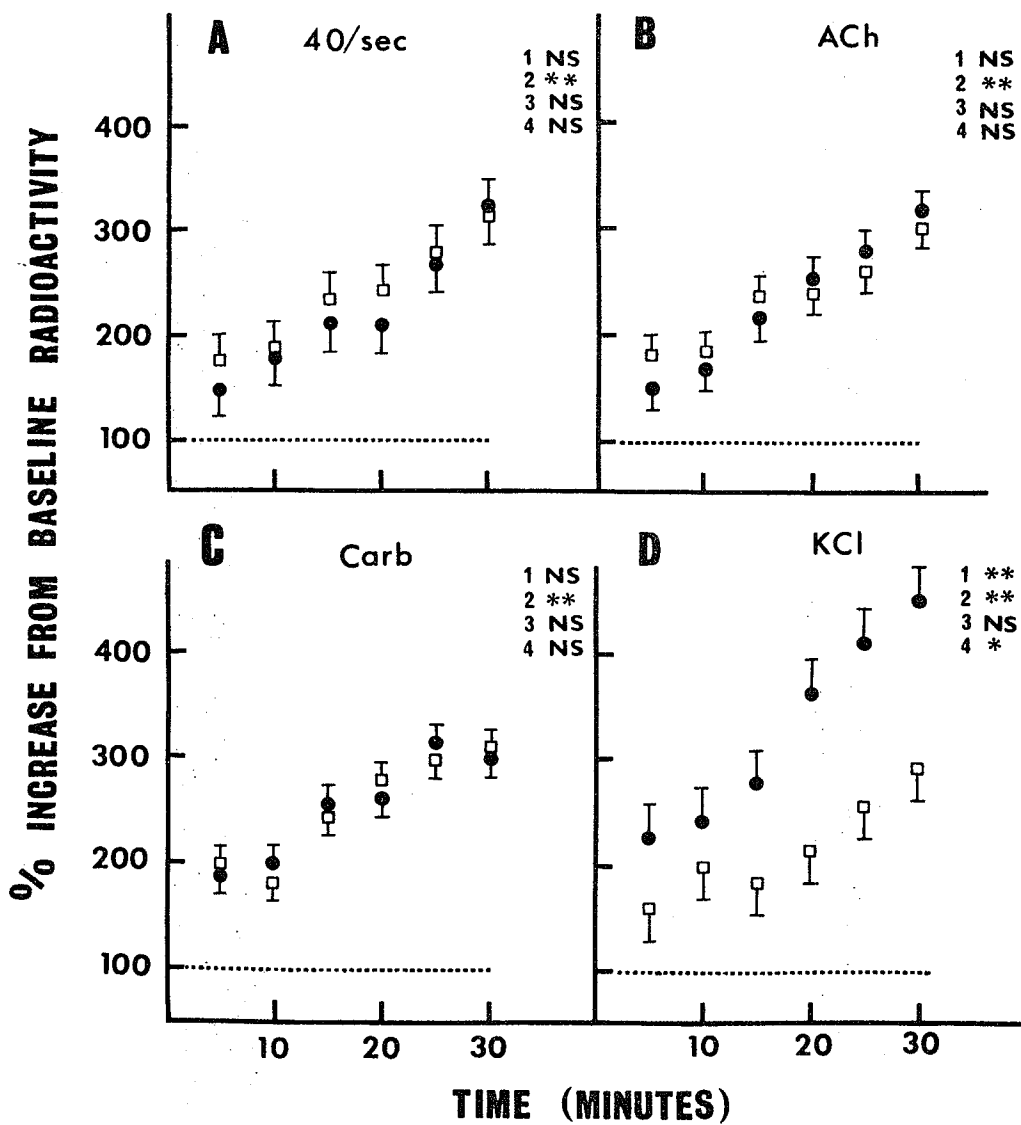 % INCREASE FROM BASELINE RADIOACTIVITY
A 40/sec
1 NS
2 **
3 NS
4 NS
400
300
200
100
B ACh
1 NS
2 **
3 NS
4 NS
C Carb
1 NS
2 **
3 NS
4 NS
400
300
200
100
10 20 30
D KCl
1 **
2 **
3 NS
4 *
10 20 30
TIME (MINUTES)